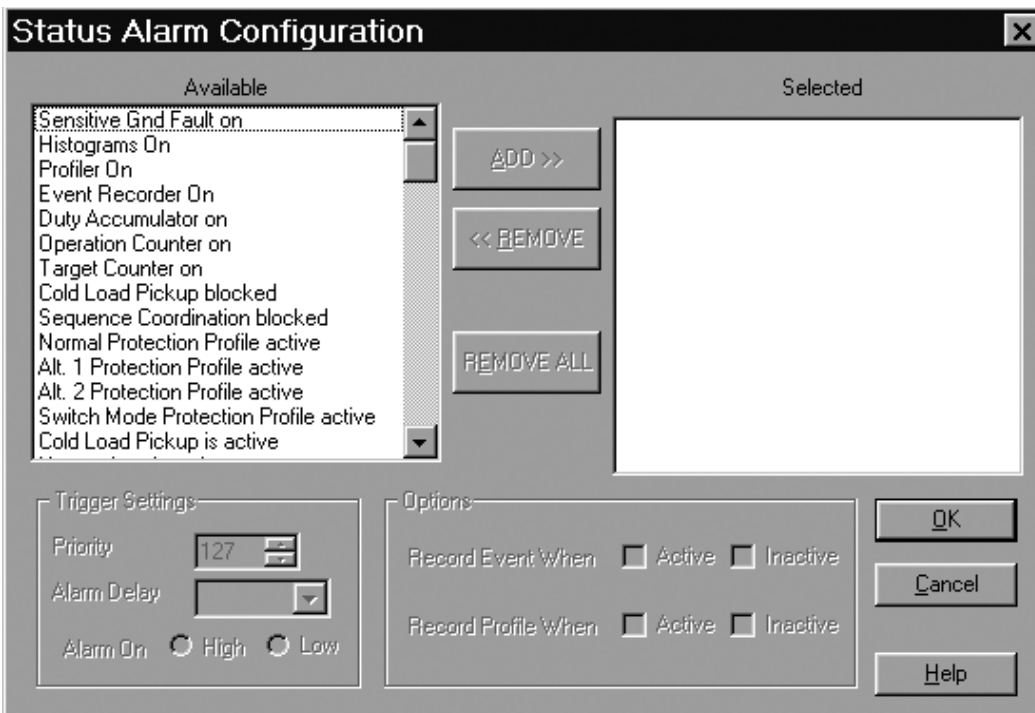 Status Alarm Configuration
Available
Selected
Sensitive Gnd Fault on
Histograms On
Profiler On
Event Recorder On
Duty Accumulator on
Operation Counter on
Target Counter on
Cold Load Pickup blocked
Sequence Coordination blocked
Normal Protection Profile active
Alt. 1 Protection Profile active
Alt. 2 Protection Profile active
Switch Mode Protection Profile active
Cold Load Pickup is active
ADD >>
<< REMOVE
REMOVE ALL
Trigger Settings
Priority
127
Alarm Delay
Alarm On High Low
Options
Record Event When Active Inactive
Record Profile When Active Inactive
OK
Cancel
Help